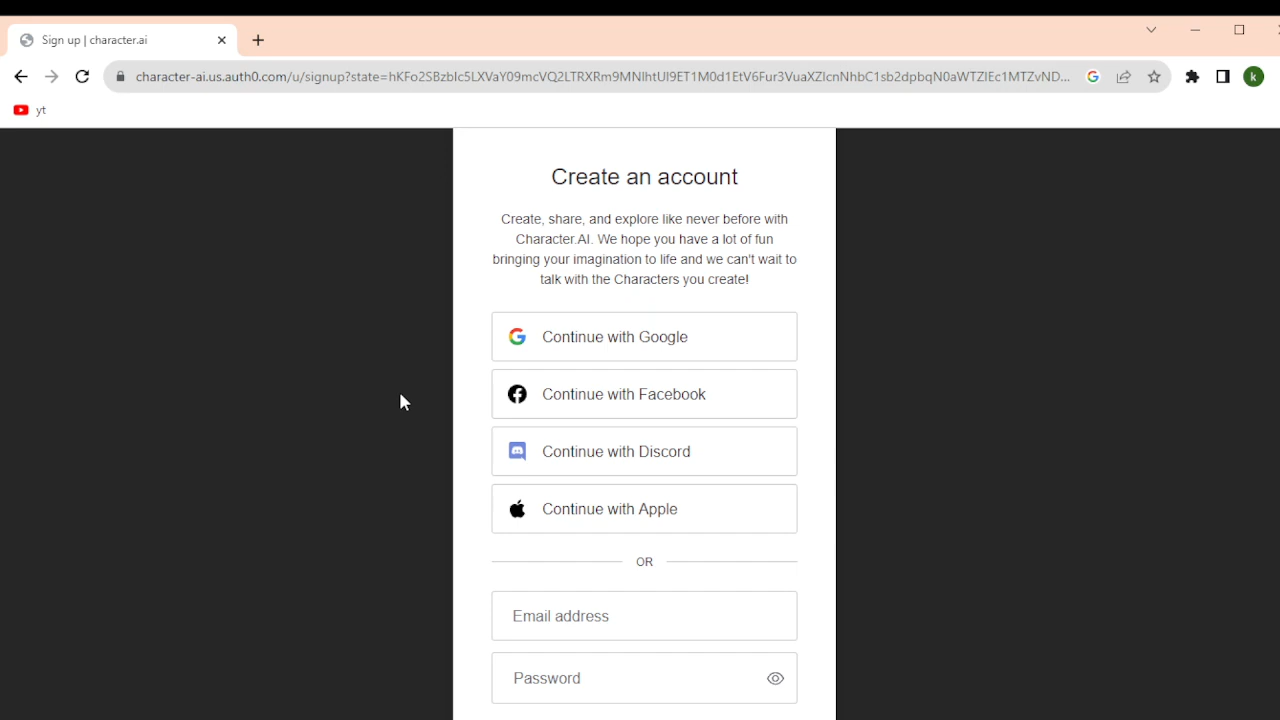 Sign up | character.ai
character-ai.us.auth0.com/u/signup?state=
k
yt
Create an account
Create, share, and explore like never before with
Character.AI. We hope you have a lot of fun
bringing your imagination to life and we can't wait to
talk with the Characters you create!
Continue with Google
Continue with Facebook
Continue with Discord
Continue with Apple
OR
Email address
Password